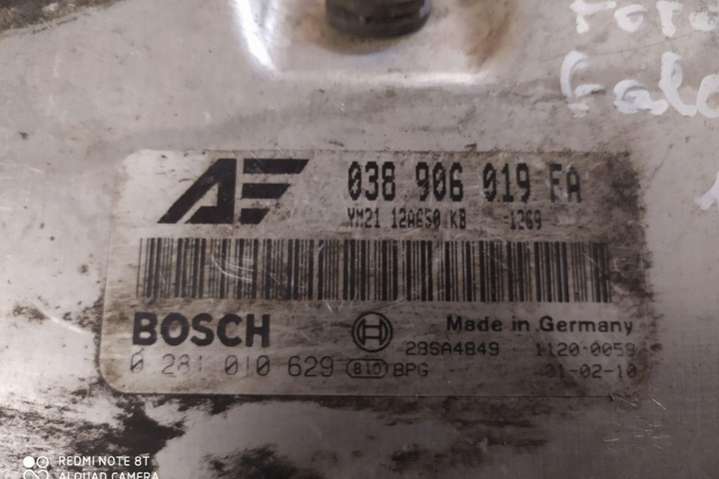 AE 038 906 019 FA
YM21 12A650 KB -1269
BOSCH Made in Germany
28SA4849 1120-0059
0 281 010 629 810 BPG 01-02-10
REDMI NOTE 8T
AI QUAD CAMERA